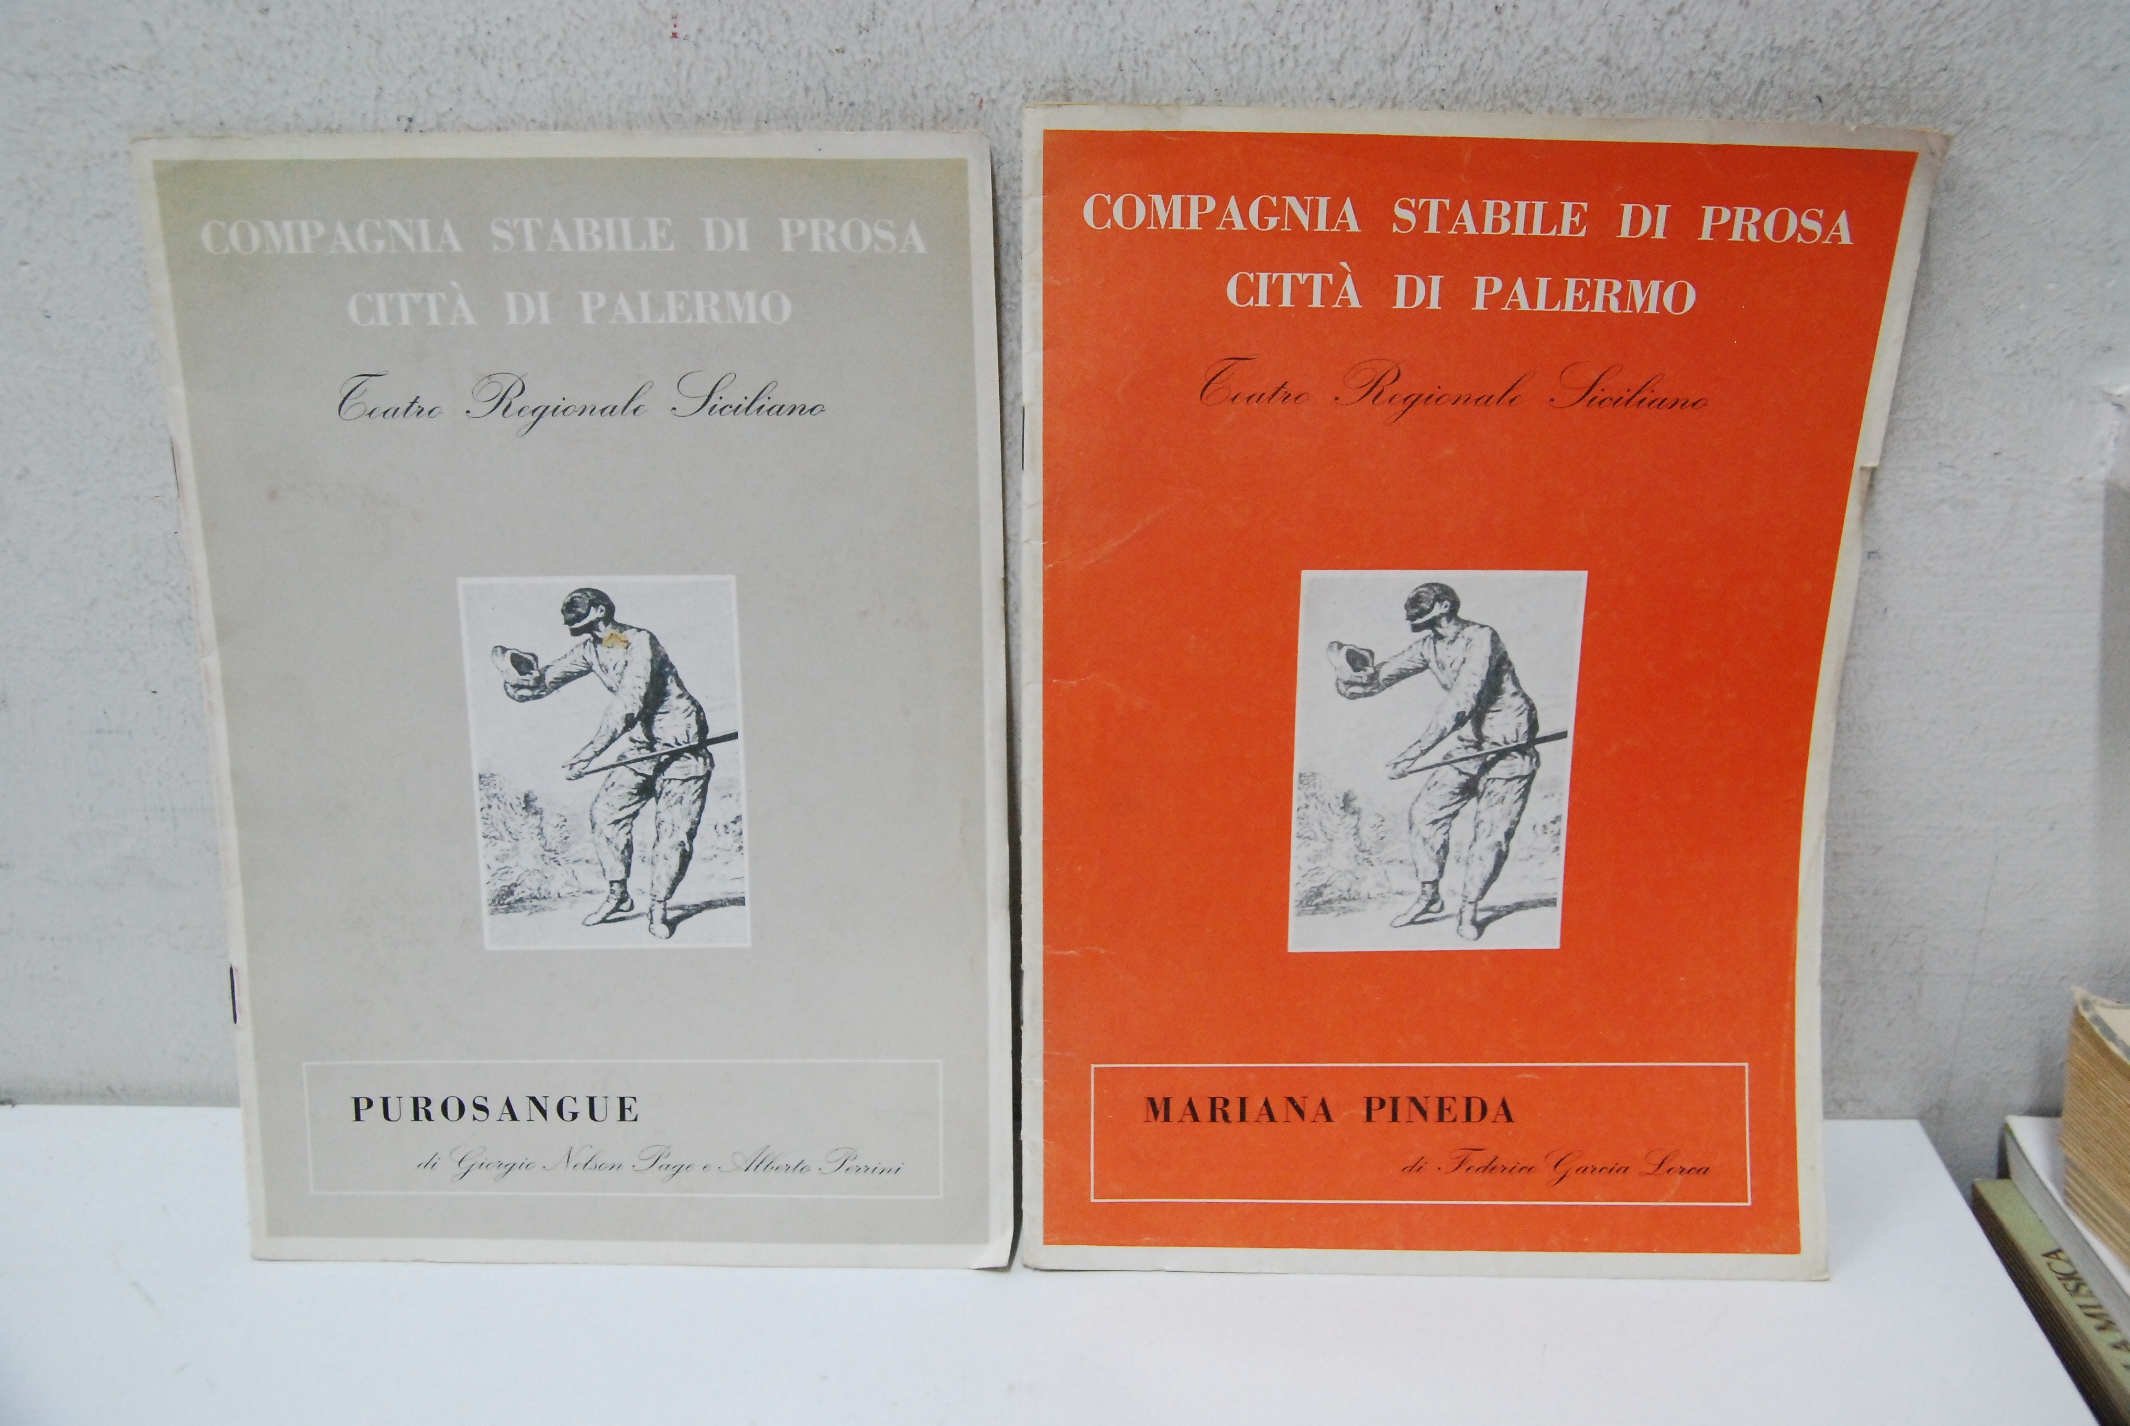 COMPAGNIA STABILE DI PROSA
CITTÀ DI PALERMO
Teatro Regionale Siciliano
PUROSANGUE
di Giorgio Nelson Page e Alberto Perrini
COMPAGNIA STABILE DI PROSA
CITTÀ DI PALERMO
Teatro Regionale Siciliano
MARIANA PINEDA
di Federico Garcia Lorca
A MUSICA